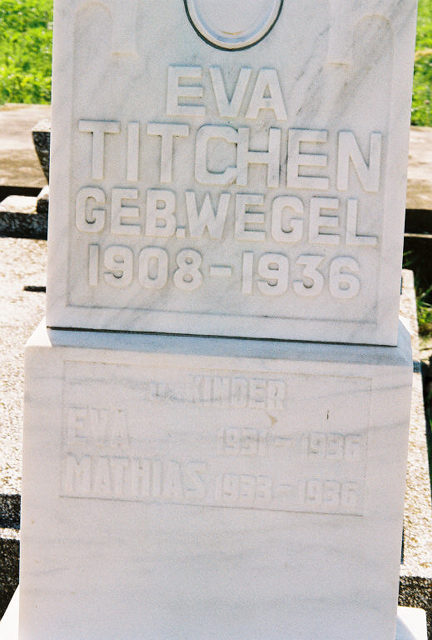 EVA
TITCHEN
GEB. WEGEL
1908-1936
U. KINDER
EVA 1931-1936
MATHIAS 1933-1936